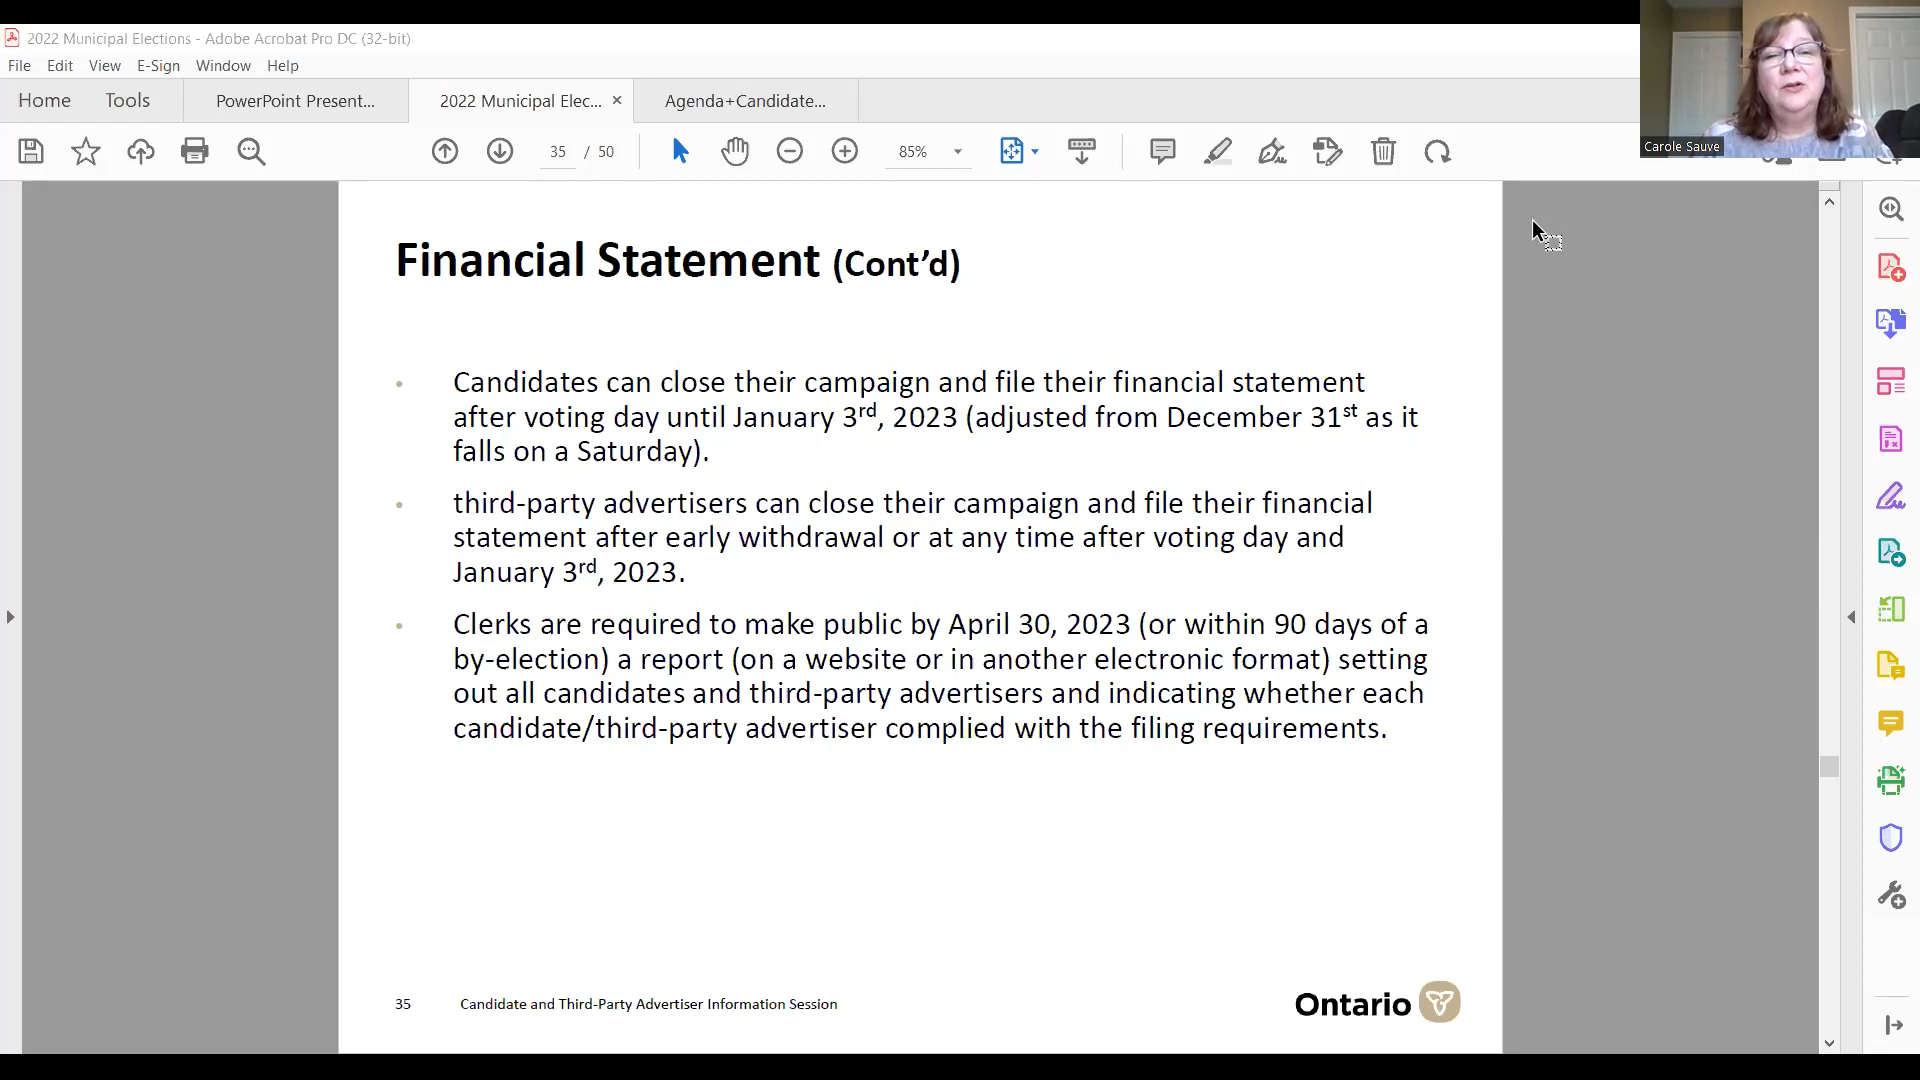 2022 Municipal Elections - Adobe Acrobat Pro DC (32-bit)
File Edit View E-Sign Window Help
Home Tools PowerPoint Present... 2022 Municipal Elec... × Agenda+Candidate...
35 / 50 85%
Carole Sauve
Financial Statement (Cont'd)
• Candidates can close their campaign and file their financial statement
after voting day until January 3rd, 2023 (adjusted from December 31st as it
falls on a Saturday).
• third-party advertisers can close their campaign and file their financial
statement after early withdrawal or at any time after voting day and
January 3rd, 2023.
• Clerks are required to make public by April 30, 2023 (or within 90 days of a
by-election) a report (on a website or in another electronic format) setting
out all candidates and third-party advertisers and indicating whether each
candidate/third-party advertiser complied with the filing requirements.
35 Candidate and Third-Party Advertiser Information Session
Ontario